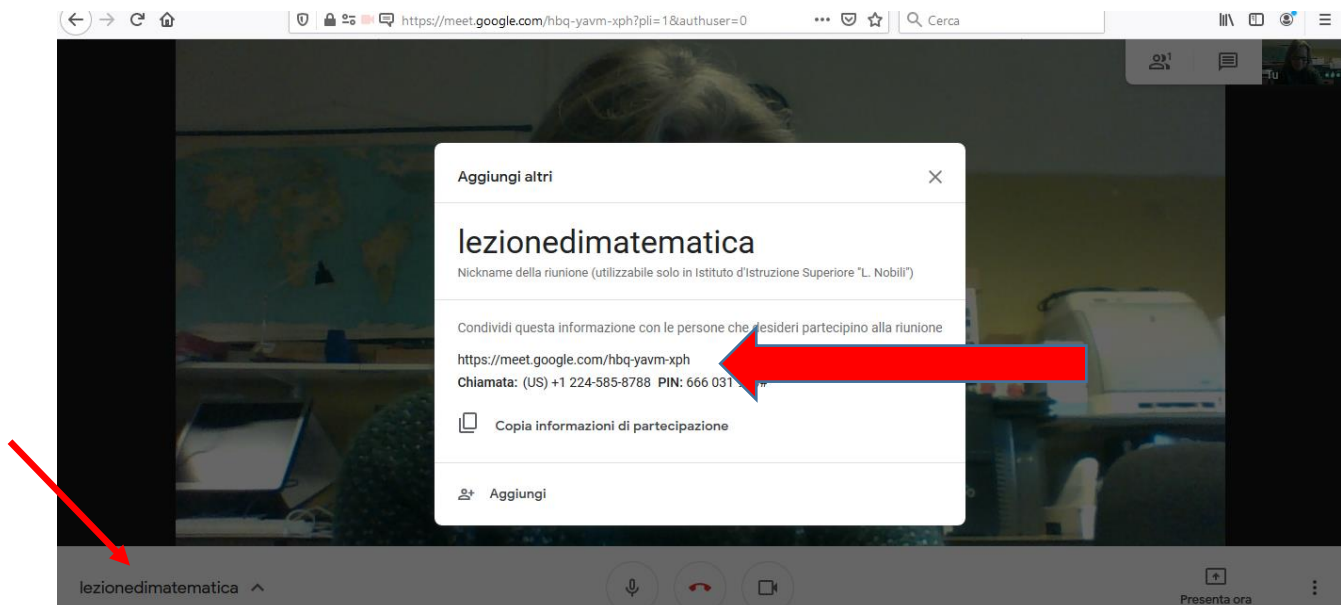 https://meet.google.com/hbq-yavm-xph?pli=1&authuser=0
Cerca
1
Tu
Aggiungi altri
lezionedimatematica
Nickname della riunione (utilizzabile solo in Istituto d'Istruzione Superiore "L. Nobili")
Condividi questa informazione con le persone che desideri partecipino alla riunione
https://meet.google.com/hbq-yavm-xph
Chiamata: (US) +1 224-585-8788 PIN: 666 031
Copia informazioni di partecipazione
Aggiungi
lezionedimatematica
Presenta ora